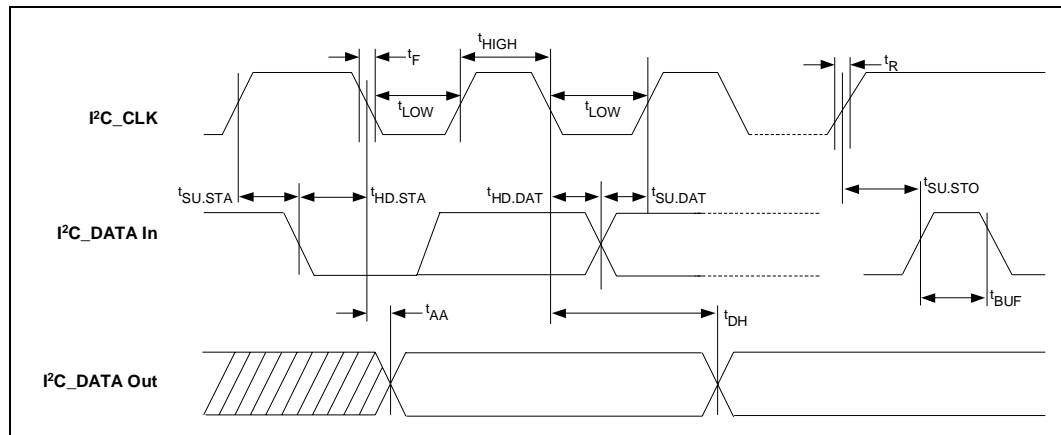 tHIGH
tF
tR
I²C_CLK
tLOW
tLOW
tSU.STA
tHD.STA
tHD.DAT
tSU.DAT
tSU.STO
I²C_DATA In
tAA
tDH
tBUF
I²C_DATA Out